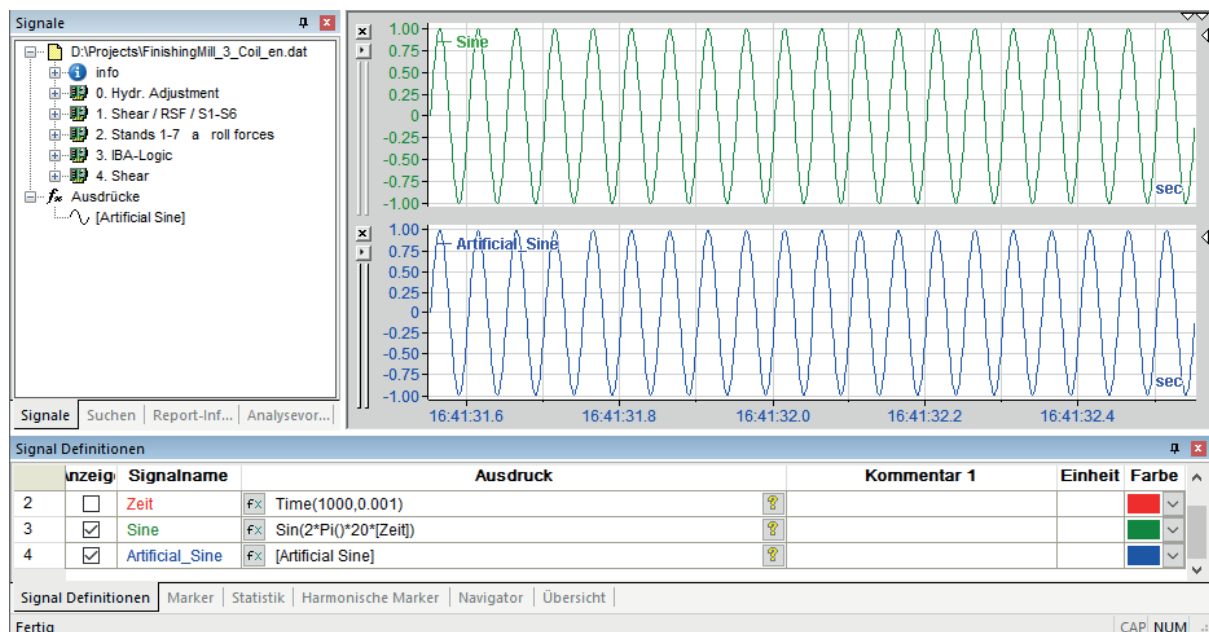 Signale
D:\Projects\FinishingMill_3_Coil_en.dat
info
0. Hydr. Adjustment
1. Shear / RSF / S1-S6
2. Stands 1-7 a roll forces
3. IBA-Logic
4. Shear
fx Ausdrücke
[Artificial Sine]
Signale Suchen Report-Inf... Analysevor...
1.00
0.75
0.50
0.25
0
-0.25
-0.50
-0.75
-1.00
Sine
sec
1.00
0.75
0.50
0.25
0
-0.25
-0.50
-0.75
-1.00
Artificial_Sine
sec
16:41:31.6 16:41:31.8 16:41:32.0 16:41:32.2 16:41:32.4
Signal Definitionen
Anzeige Signalname Ausdruck Kommentar 1 Einheit Farbe
2 Zeit fx Time(1000,0.001) ?
3 Sine fx Sin(2*Pi()*20*[Zeit]) ?
4 Artificial_Sine fx [Artificial Sine] ?
Signal Definitionen Marker Statistik Harmonische Marker Navigator Übersicht
Fertig CAP NUM